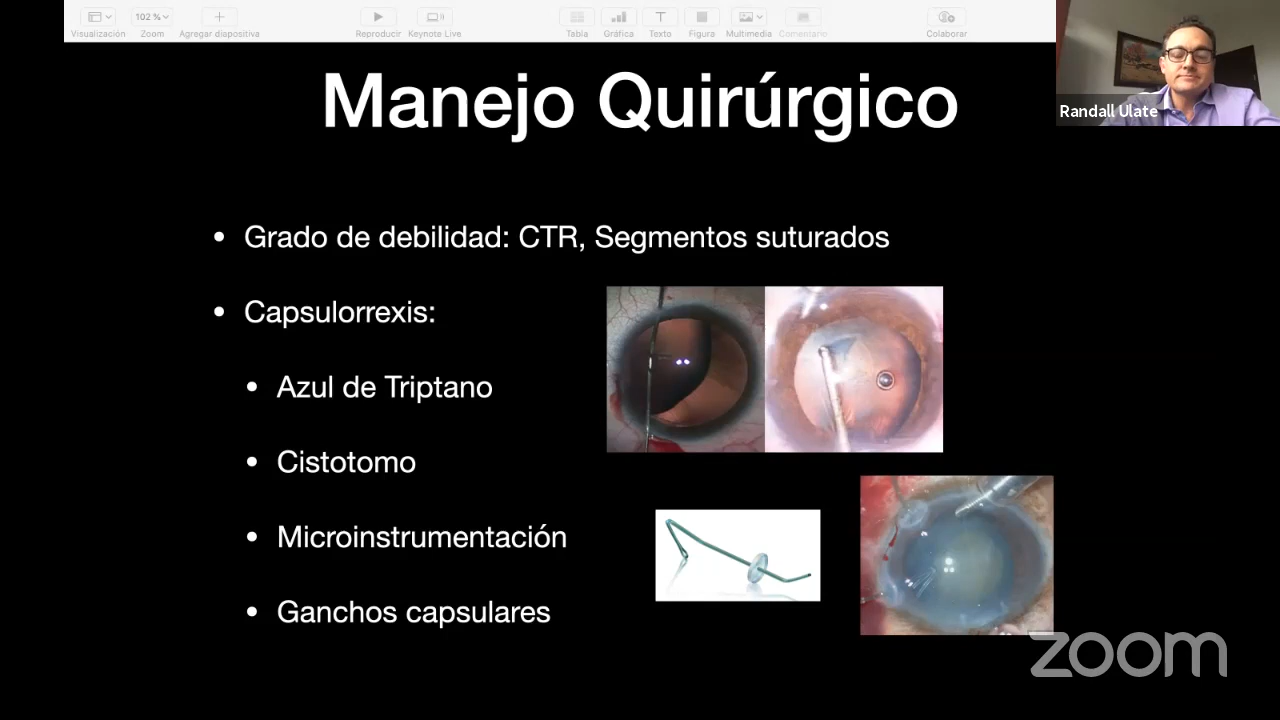 102 %
Visualización Zoom Agregar diapositiva Reproducir Keynote Live Tabla Gráfica Texto Figura Multimedia Comentario Colaborar
Randall Ulate
Manejo Quirúrgico
• Grado de debilidad: CTR, Segmentos suturados
• Capsulorrexis:
• Azul de Triptano
• Cistotomo
• Microinstrumentación
• Ganchos capsulares
zoom